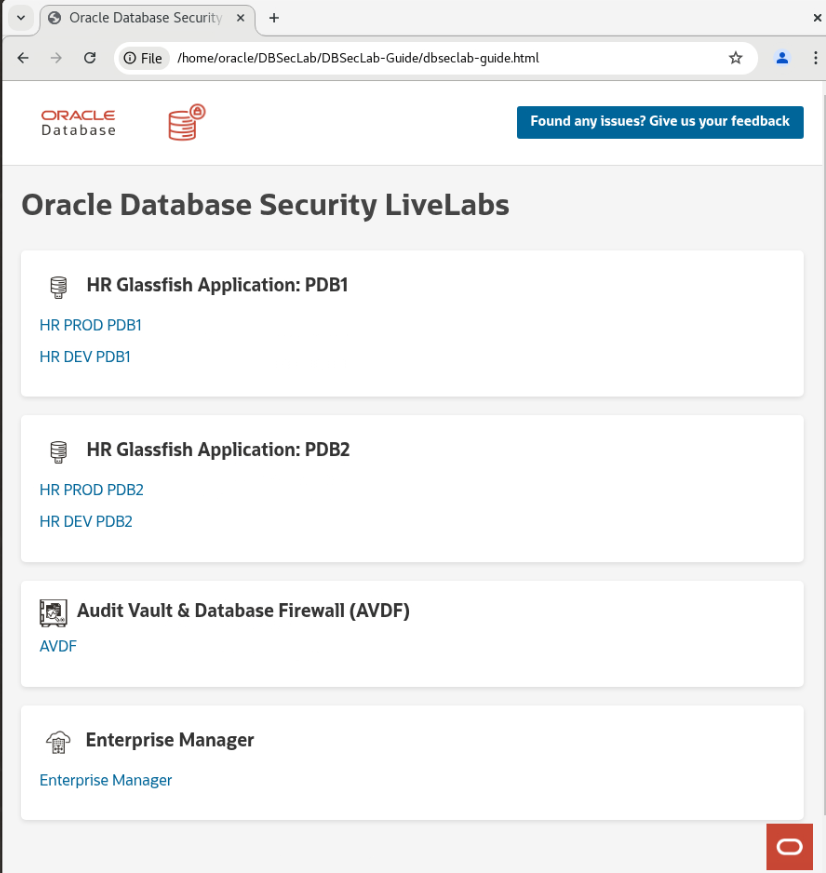 Oracle Database Security
File /home/oracle/DBSecLab/DBSecLab-Guide/dbseclab-guide.html
ORACLE
Database
Found any issues? Give us your feedback
Oracle Database Security LiveLabs
HR Glassfish Application: PDB1
HR PROD PDB1
HR DEV PDB1
HR Glassfish Application: PDB2
HR PROD PDB2
HR DEV PDB2
Audit Vault & Database Firewall (AVDF)
AVDF
Enterprise Manager
Enterprise Manager